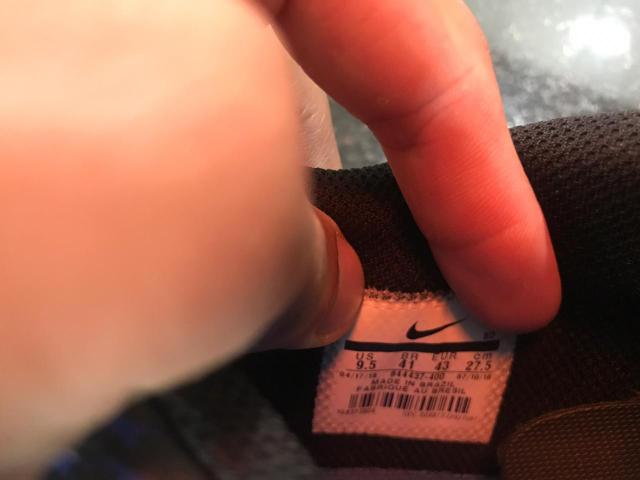 US BR EUR cm
9.5 41 43 27.5
844437-400
MADE IN BRAZIL
FABRIQUE AU BRESIL